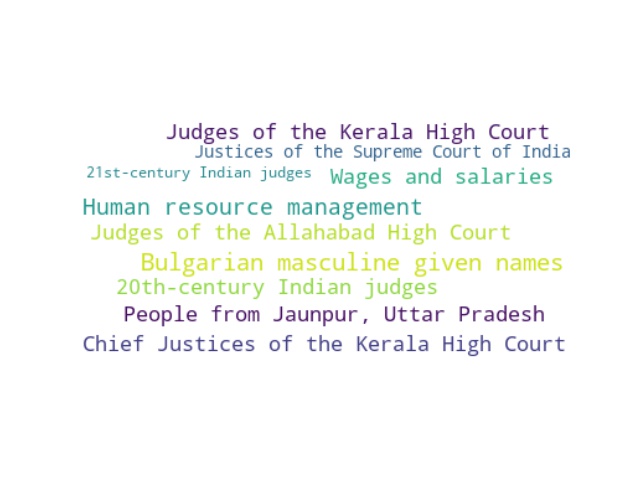 Judges of the Kerala High Court
Justices of the Supreme Court of India
21st-century Indian judges
Wages and salaries
Human resource management
Judges of the Allahabad High Court
Bulgarian masculine given names
20th-century Indian judges
People from Jaunpur, Uttar Pradesh
Chief Justices of the Kerala High Court